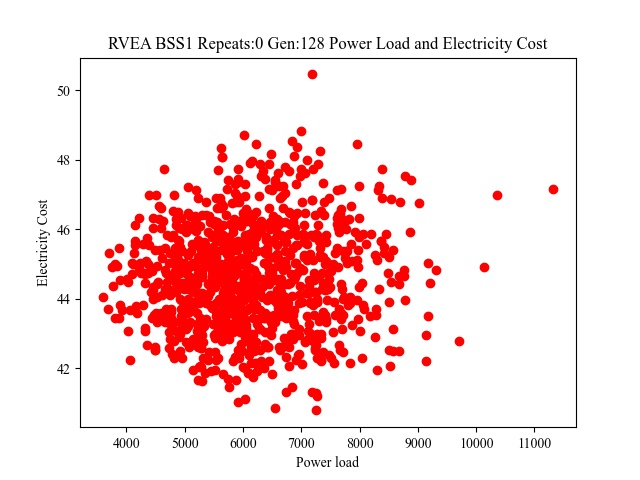 RVEA BSS1 Repeats:0 Gen:128 Power Load and Electricity Cost
50
48
46
44
42
Electricity Cost
4000 5000 6000 7000 8000 9000 10000 11000
Power load